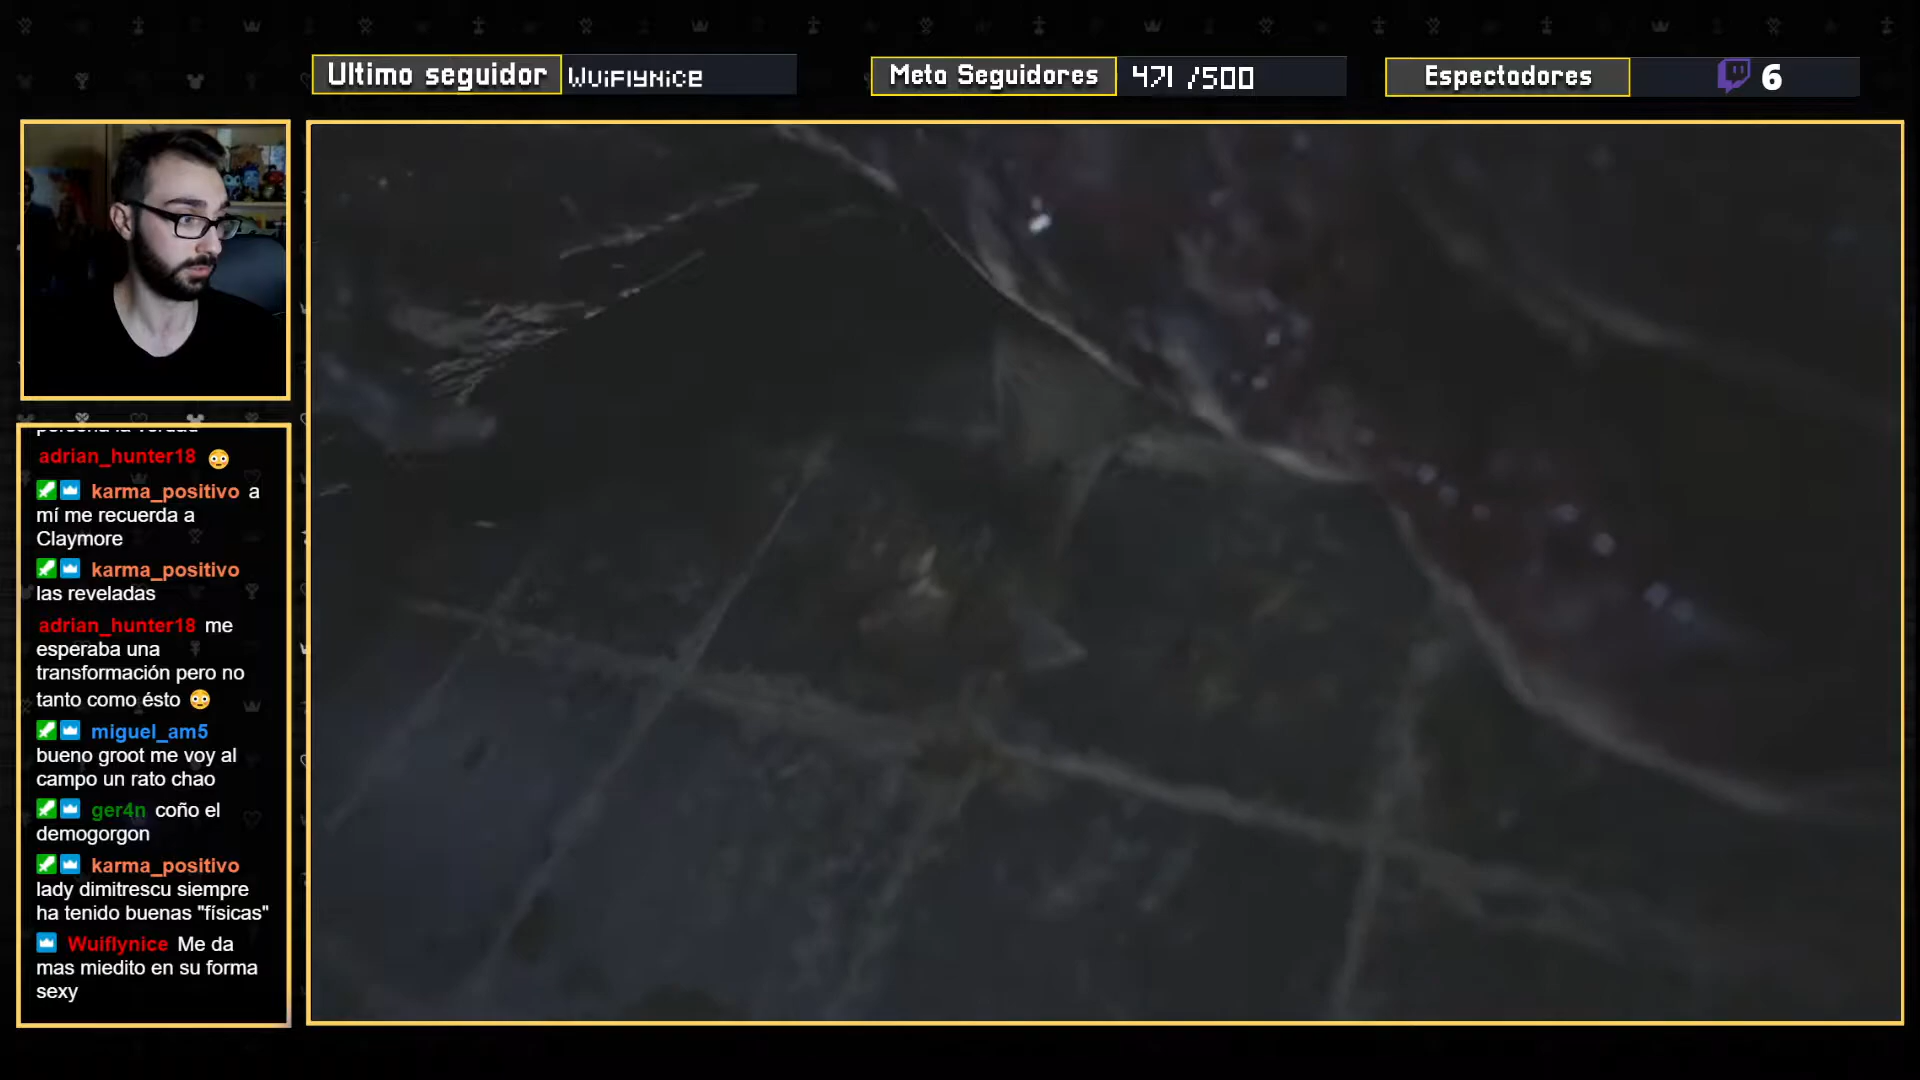 Ultimo seguidor
Wuiflynice
Meta Seguidores
471 /500
Espectadores
6
adrian_hunter18 😳
karma_positivo a
mí me recuerda a
Claymore
karma_positivo
las reveladas
adrian_hunter18 me
esperaba una
transformación pero no
tanto como ésto 😳
miguel_am5
bueno groot me voy al
campo un rato chao
ger4n coño el
demogorgon
karma_positivo
lady dimitrescu siempre
ha tenido buenas "físicas"
Wuiflynice Me da
mas miedito en su forma
sexy